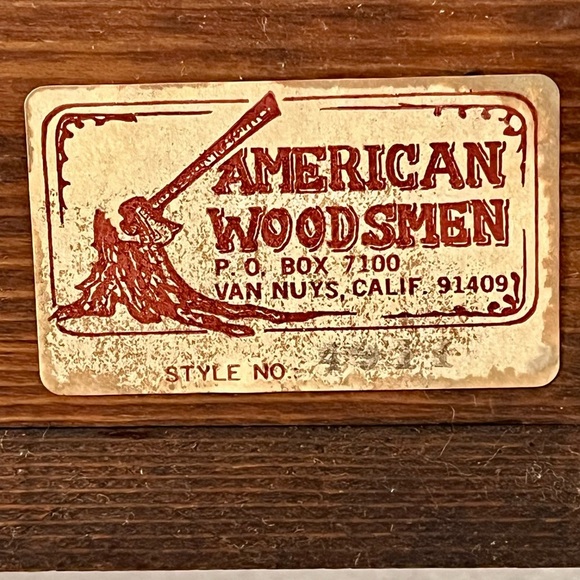 AMERICAN
WOODSMEN
P. O. BOX 7100
VAN NUYS, CALIF. 91409
STYLE NO.